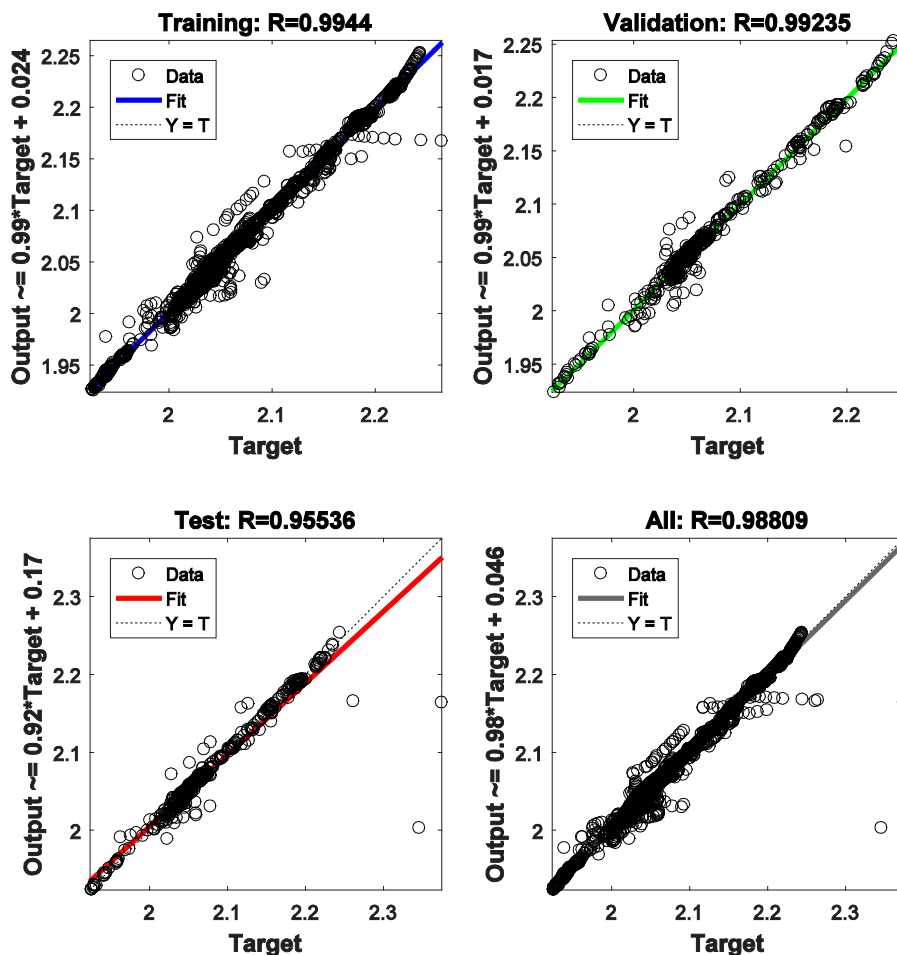 Training: R=0.9944
Output ~= 0.99*Target + 0.024
2.25
2.2
2.15
2.1
2.05
2
1.95
Data
Fit
Y = T
2
2.1
2.2
Target
Validation: R=0.99235
Output ~= 0.99*Target + 0.017
2.25
2.2
2.15
2.1
2.05
2
1.95
Data
Fit
Y = T
2
2.1
2.2
Target
Test: R=0.95536
Output ~= 0.92*Target + 0.17
2.3
2.2
2.1
2
Data
Fit
Y = T
2
2.1
2.2
2.3
Target
All: R=0.98809
Output ~= 0.98*Target + 0.046
2.3
2.2
2.1
2
Data
Fit
Y = T
2
2.1
2.2
2.3
Target